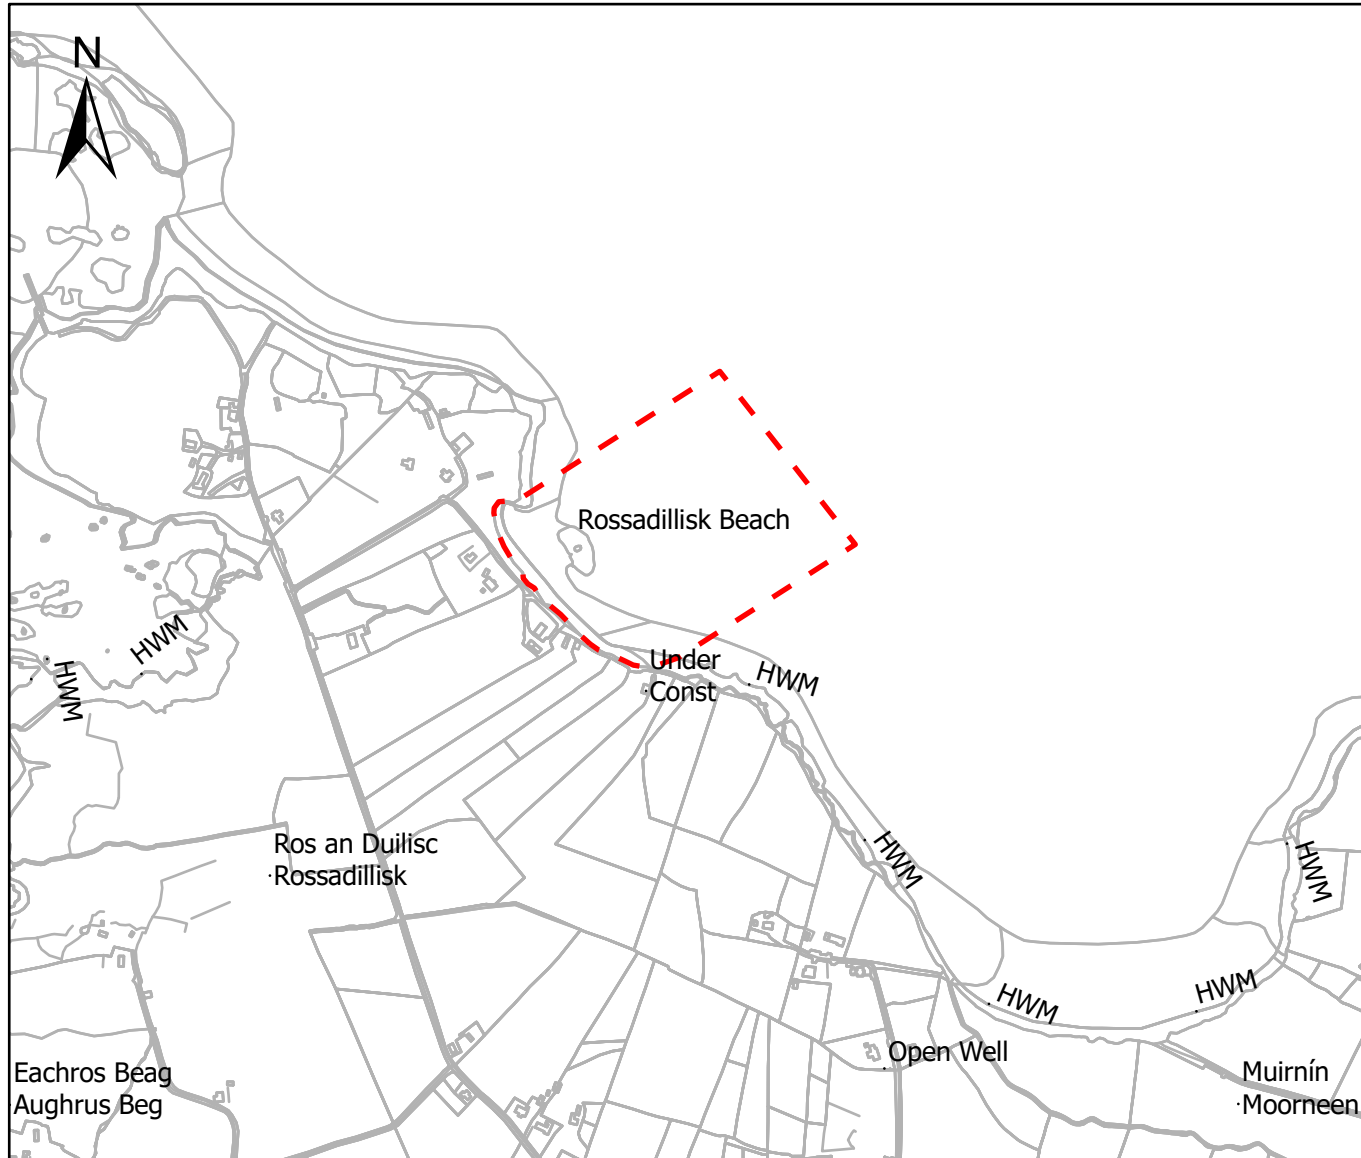 N
Rossadillisk Beach
HWM
HWM
Under
Const
HWM
Ros an Duilisc
Rossadillisk
HWM
HWM
HWM
HWM
Open Well
Eachros Beag
Aughrus Beg
Muirnín
Moorneen